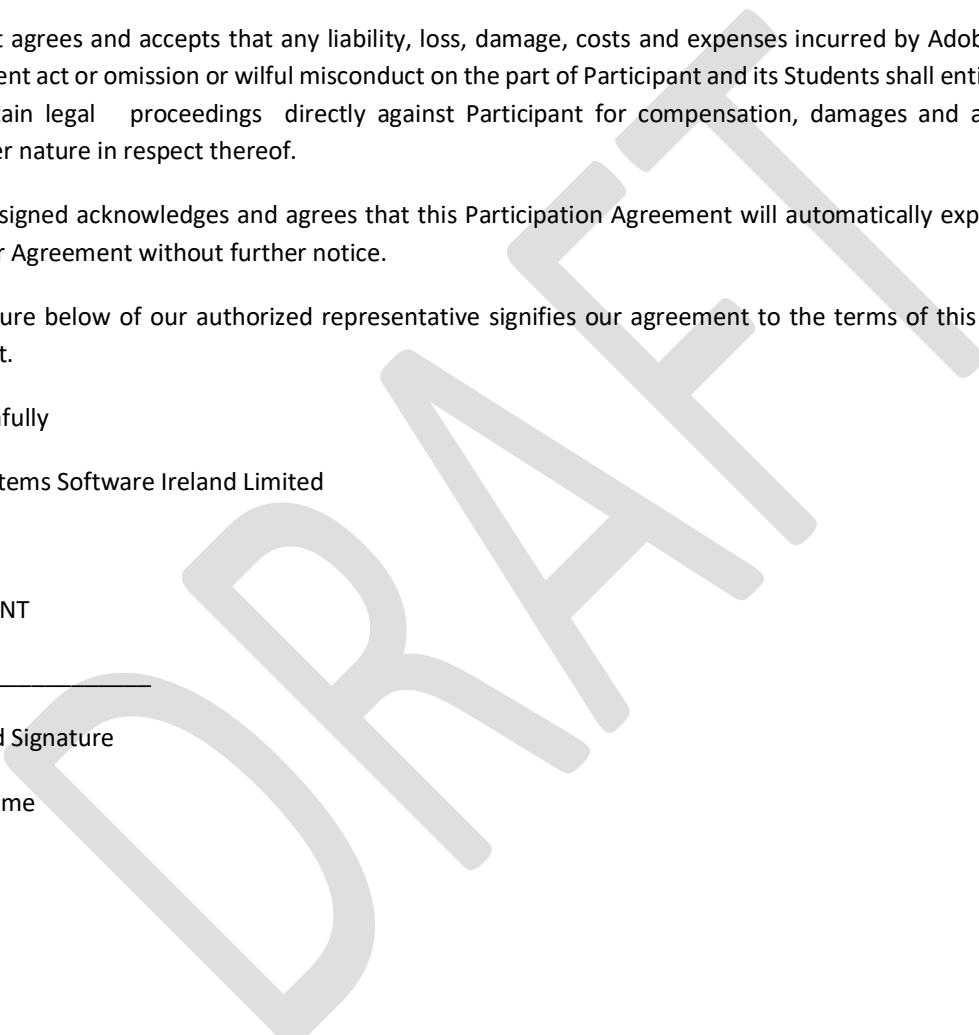 t agrees and accepts that any liability, loss, damage, costs and expenses incurred by Adob
ent act or omission or wilful misconduct on the part of Participant and its Students shall enti
tain legal proceedings directly against Participant for compensation, damages and a
er nature in respect thereof.
signed acknowledges and agrees that this Participation Agreement will automatically exp
r Agreement without further notice.
ure below of our authorized representative signifies our agreement to the terms of this
t.
fully
tems Software Ireland Limited
NT
____________
d Signature
me
DRAFT